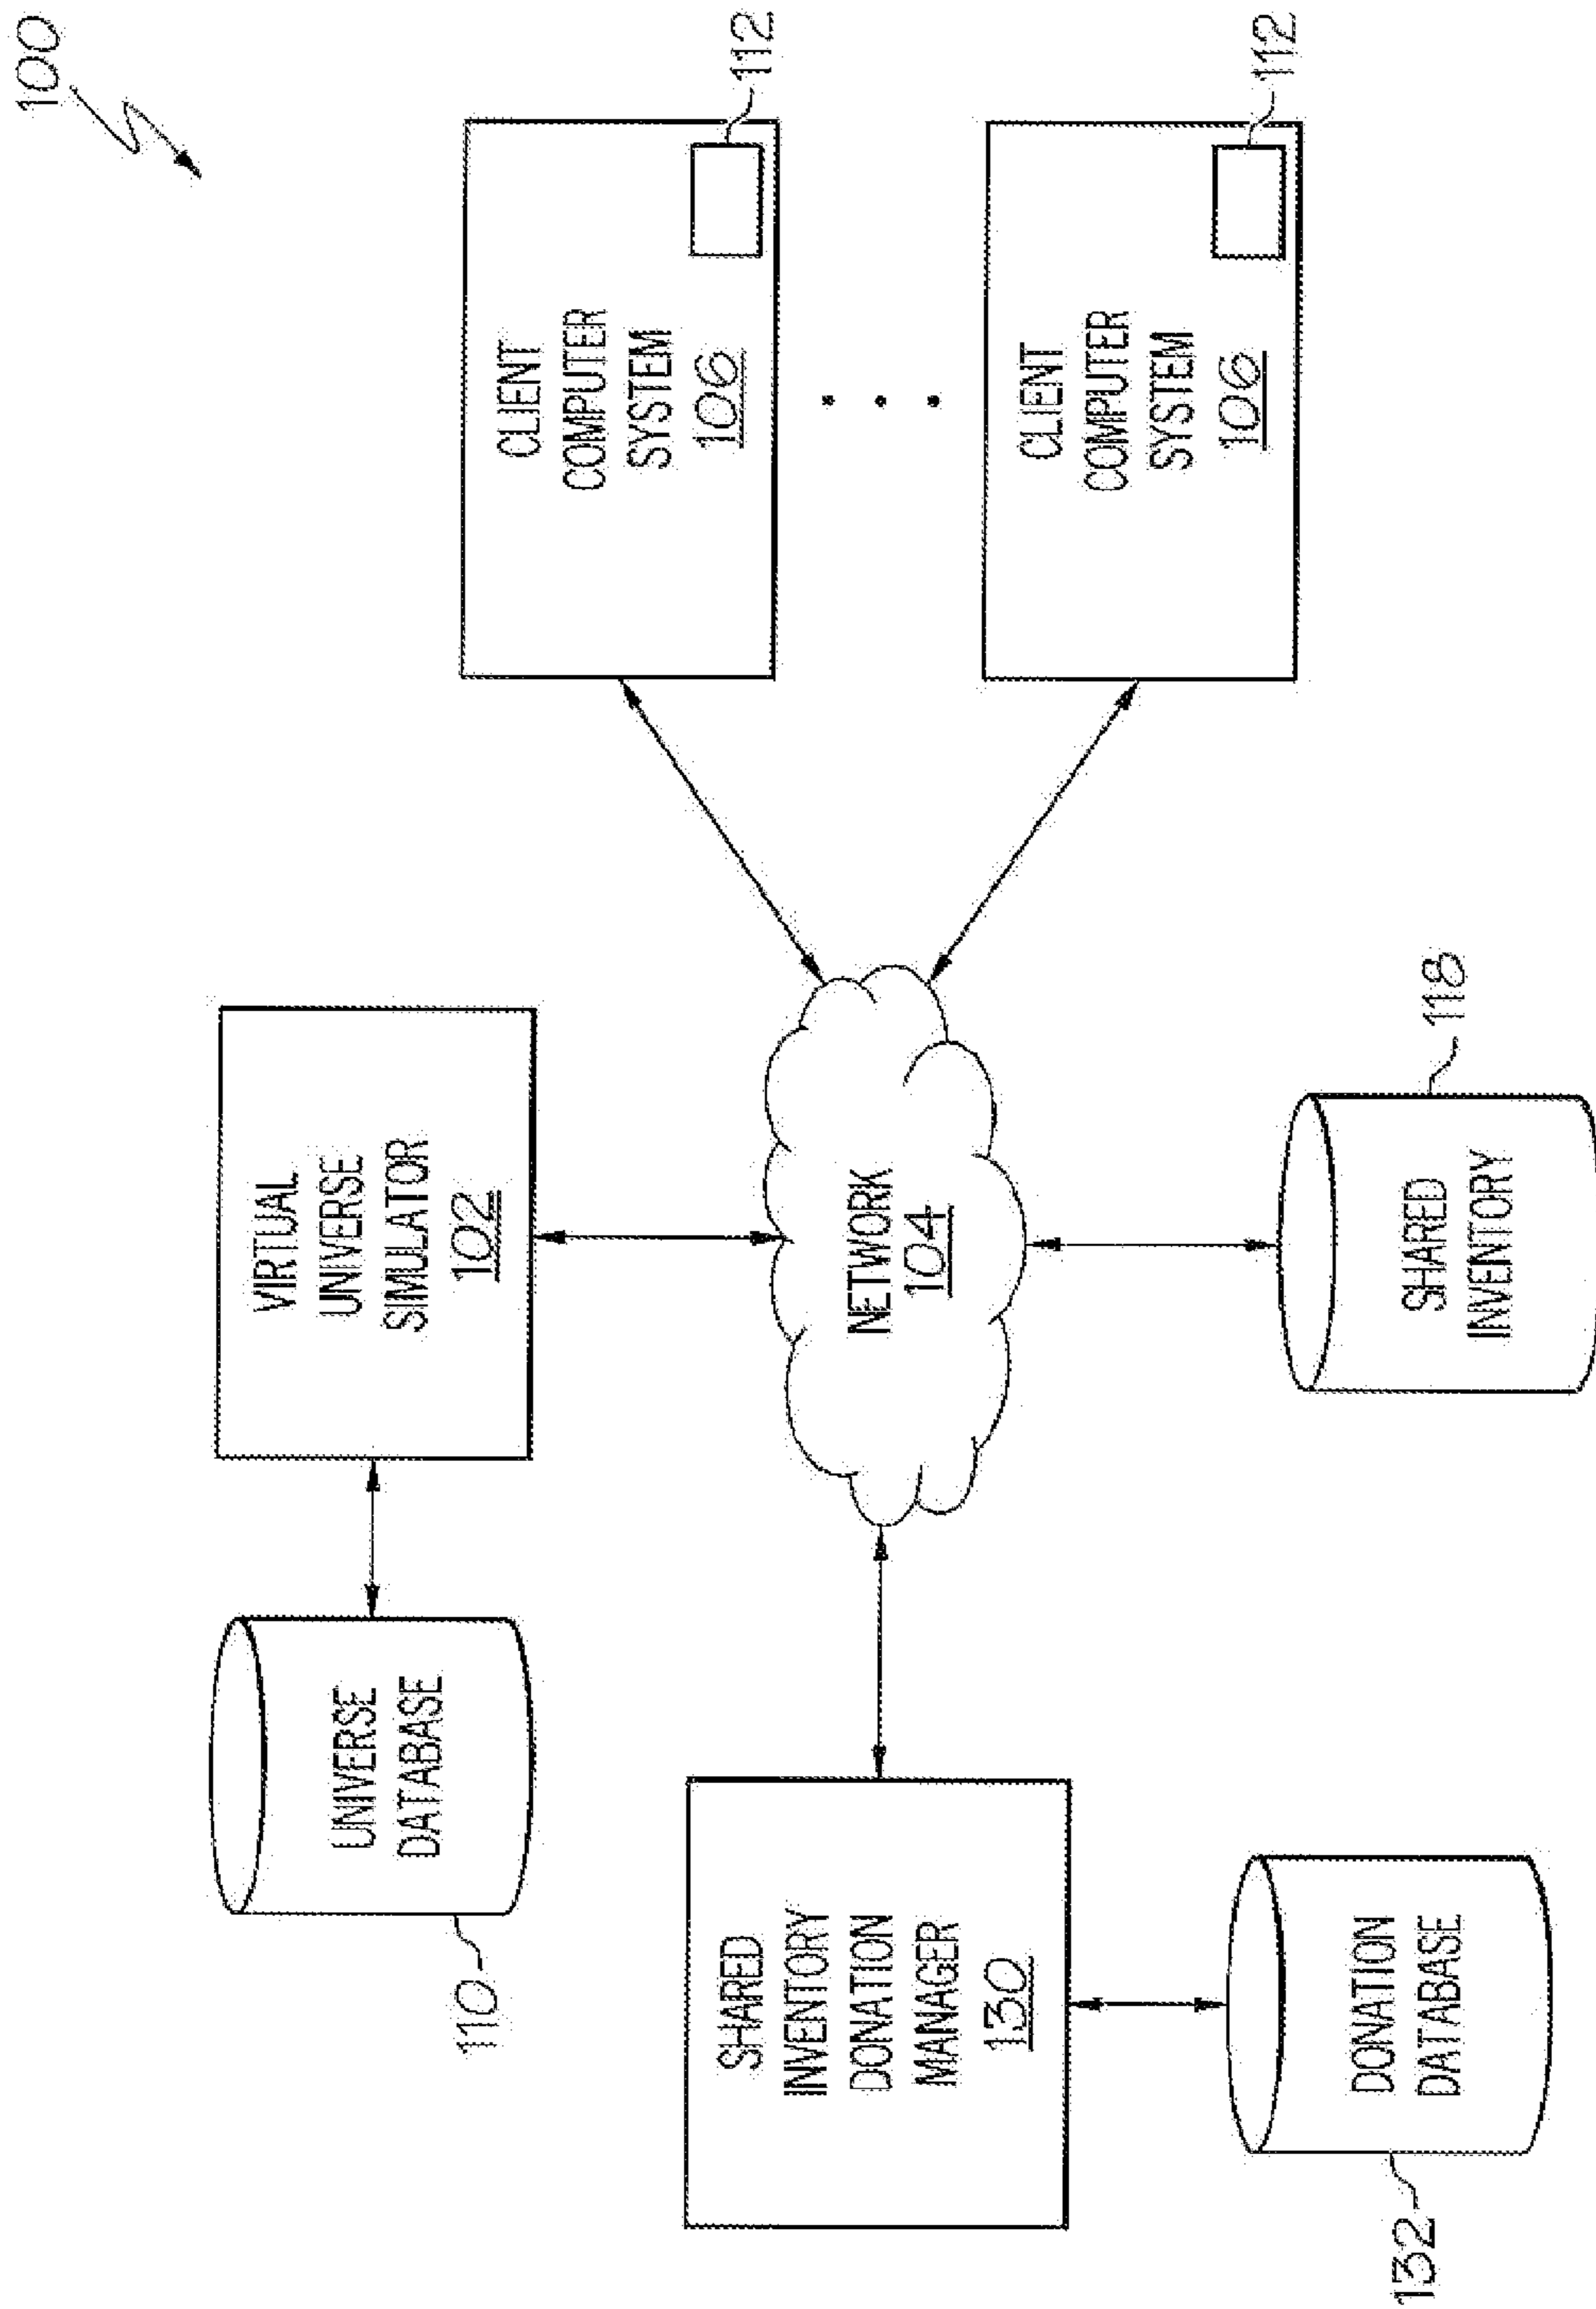 100
UNIVERSE
DATABASE
110
VIRTUAL
UNIVERSE
SIMULATOR
102
CLIENT
COMPUTER
SYSTEM
106
112
SHARED
INVENTORY
DONATION
MANAGER
130
NETWORK
104
CLIENT
COMPUTER
SYSTEM
106
112
DONATION
DATABASE
132
SHARED
INVENTORY
118